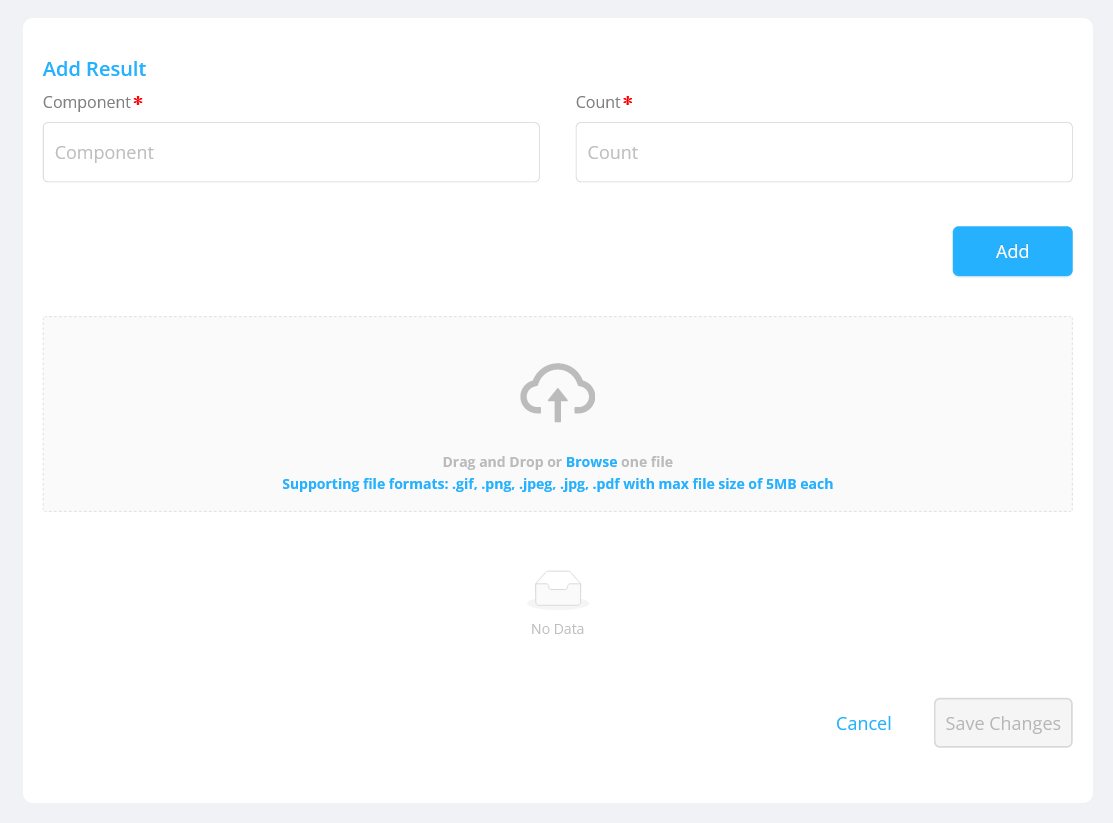 Add Result
Component* Count*
Component Count
Add
Drag and Drop or Browse one file
Supporting file formats: .gif, .png, .jpeg, .jpg, .pdf with max file size of 5MB each
No Data
Cancel Save Changes